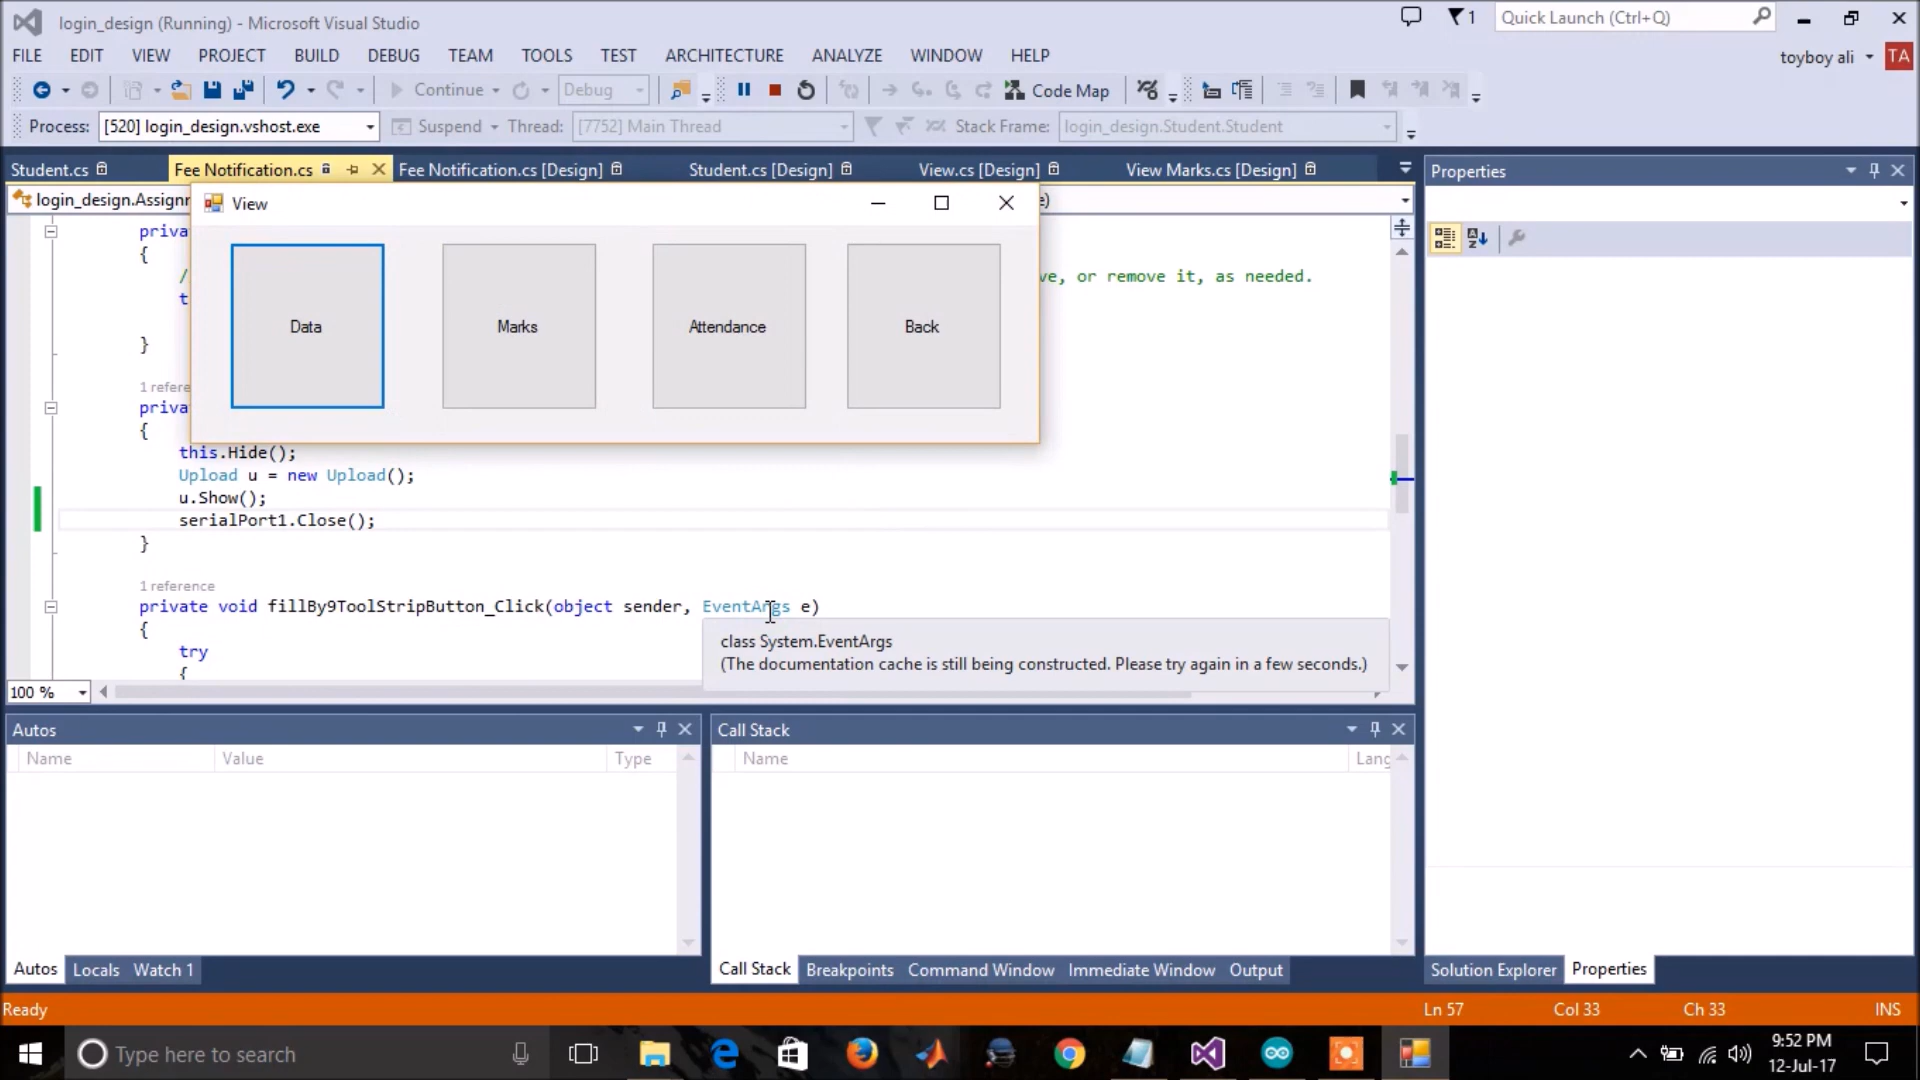 login_design (Running) - Microsoft Visual Studio
1
Quick Launch (Ctrl+Q)
FILE EDIT VIEW PROJECT BUILD DEBUG TEAM TOOLS TEST ARCHITECTURE ANALYZE WINDOW HELP
toyboy ali
TA
Continue
Debug
Code Map
Process: [520] login_design.vshost.exe
Suspend
Thread: [7752] Main Thread
Stack Frame: login_design.Student.Student
Student.cs
Fee Notification.cs
Fee Notification.cs [Design]
Student.cs [Design]
View.cs [Design]
View Marks.cs [Design]
Properties
login_design.Assignm
e)
View
Data
Marks
Attendance
Back
priva
{
/
ve, or remove it, as needed.
t
}
1 refere
priva
{
this.Hide();
Upload u = new Upload();
u.Show();
serialPort1.Close();
}
1 reference
private void fillBy9ToolStripButton_Click(object sender, EventArgs e)
{
try
{
class System.EventArgs
(The documentation cache is still being constructed. Please try again in a few seconds.)
100 %
Autos
Name Value Type
Call Stack
Name Lang
Autos Locals Watch 1
Call Stack Breakpoints Command Window Immediate Window Output
Solution Explorer Properties
Ready
Ln 57 Col 33 Ch 33 INS
Type here to search
9:52 PM
12-Jul-17